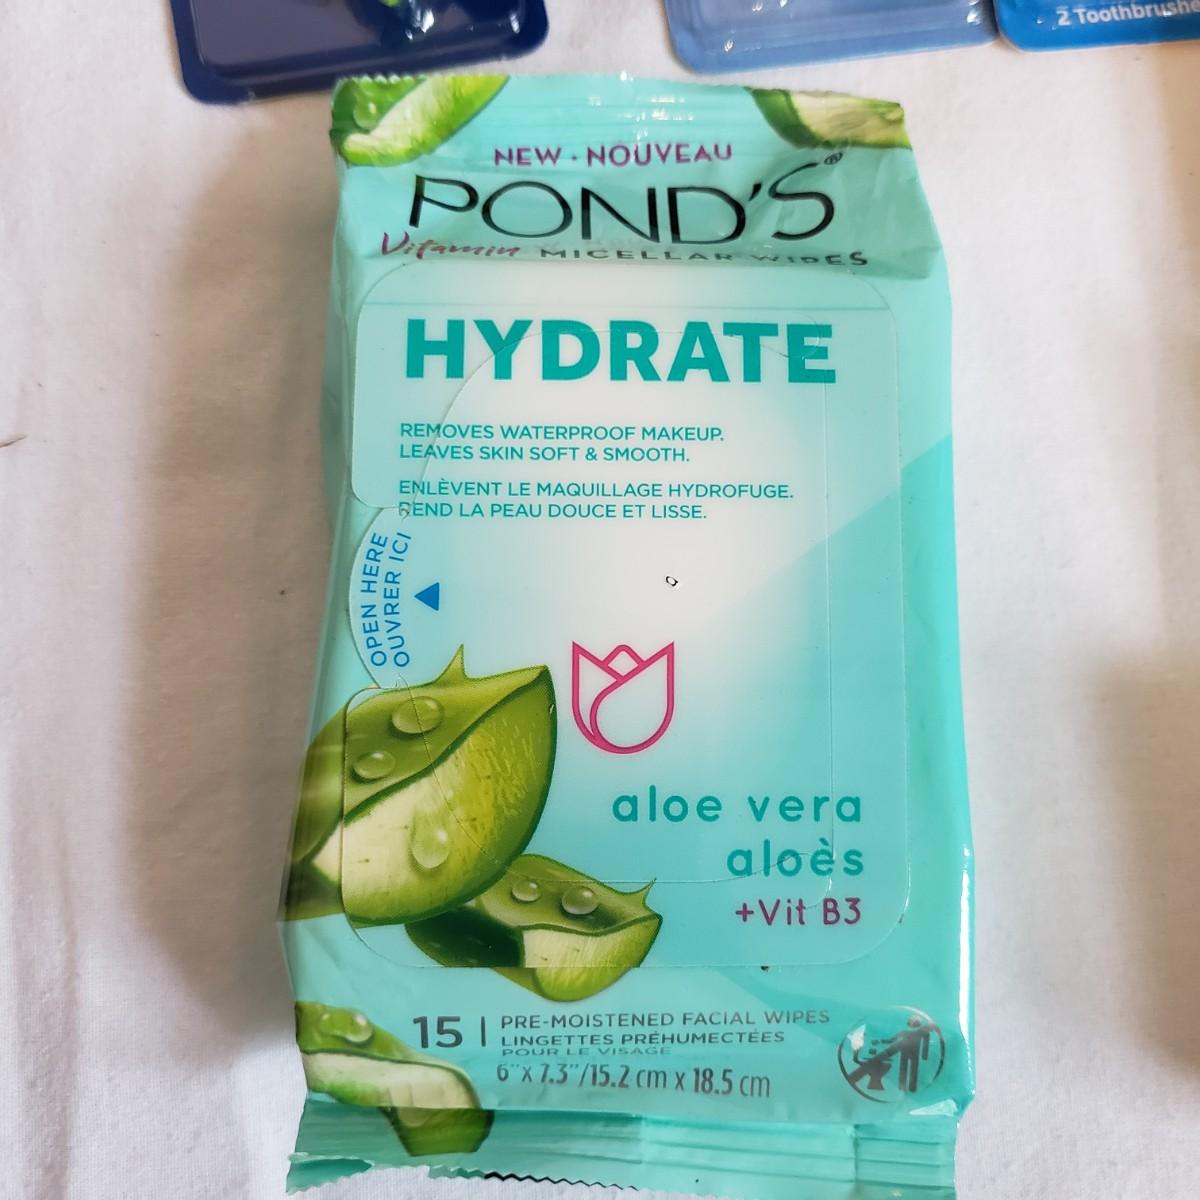 2 Toothbrushe
NEW · NOUVEAU
POND'S®
Vitamin MICELLAR WIPES
HYDRATE
REMOVES WATERPROOF MAKEUP.
LEAVES SKIN SOFT & SMOOTH.
ENLÈVENT LE MAQUILLAGE HYDROFUGE.
REND LA PEAU DOUCE ET LISSE.
OPEN HERE
OUVRER ICI
aloe vera
aloès
+Vit B3
15 | PRE-MOISTENED FACIAL WIPES
LINGETTES PRÉHUMECTÉES
POUR LE VISAGE
6"x 7.3"/15.2 cm x 18.5 cm